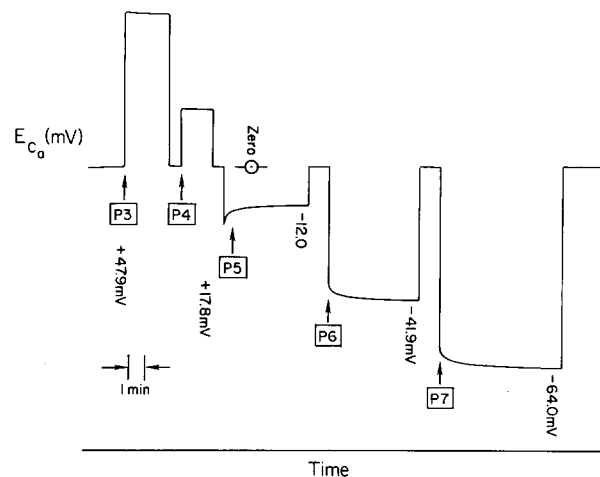 E_Ca (mV)
Zero
P3
P4
P5
P6
P7
+47.9mV
+17.8mV
-12.0
-41.9mV
-64.0mV
1 min
Time